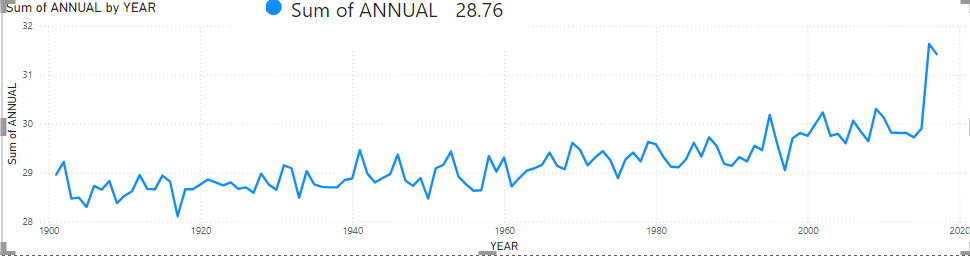 Sum of ANNUAL by YEAR
Sum of ANNUAL 28.76
32
31
30
29
28
Sum of ANNUAL
1900 1920 1940 1960 1980 2000 2020
YEAR